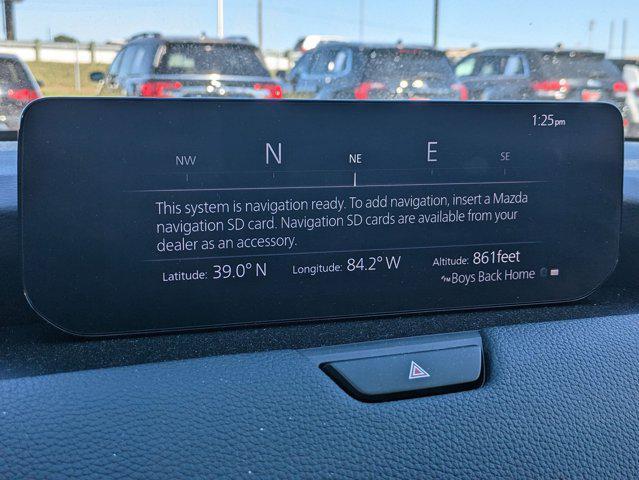 1:25pm
NW N NE E SE
This system is navigation ready. To add navigation, insert a Mazda
navigation SD card. Navigation SD cards are available from your
dealer as an accessory.
Latitude: 39.0° N Longitude: 84.2° W Altitude: 861feet
FM Boys Back Home